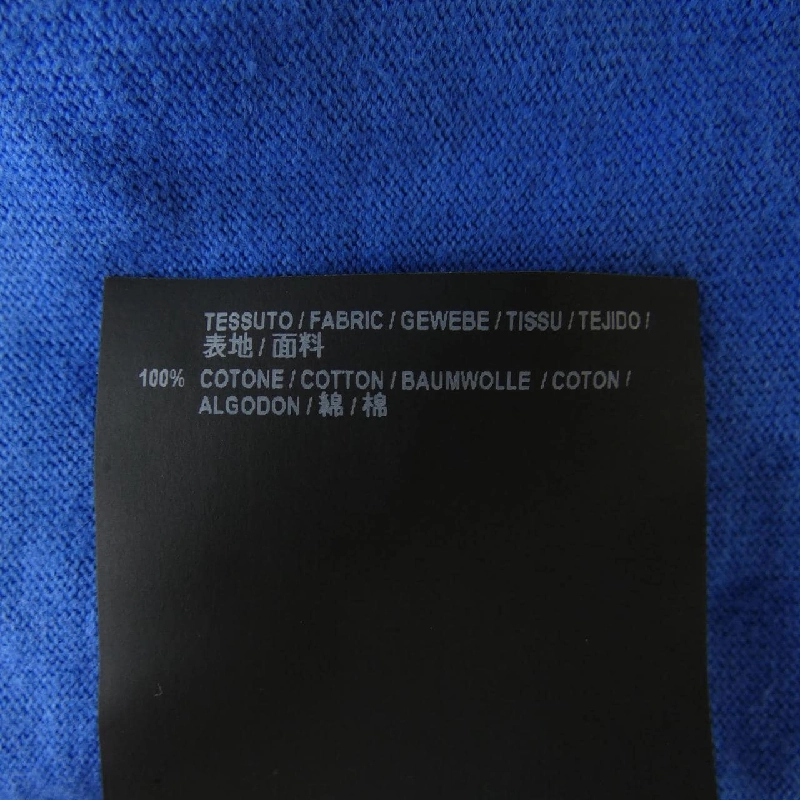 TESSUTO / FABRIC / GEWEBE / TISSU / TEJIDO /
表地 / 面料
100% COTONE / COTTON / BAUMWOLLE / COTON /
ALGODON / 綿 / 棉